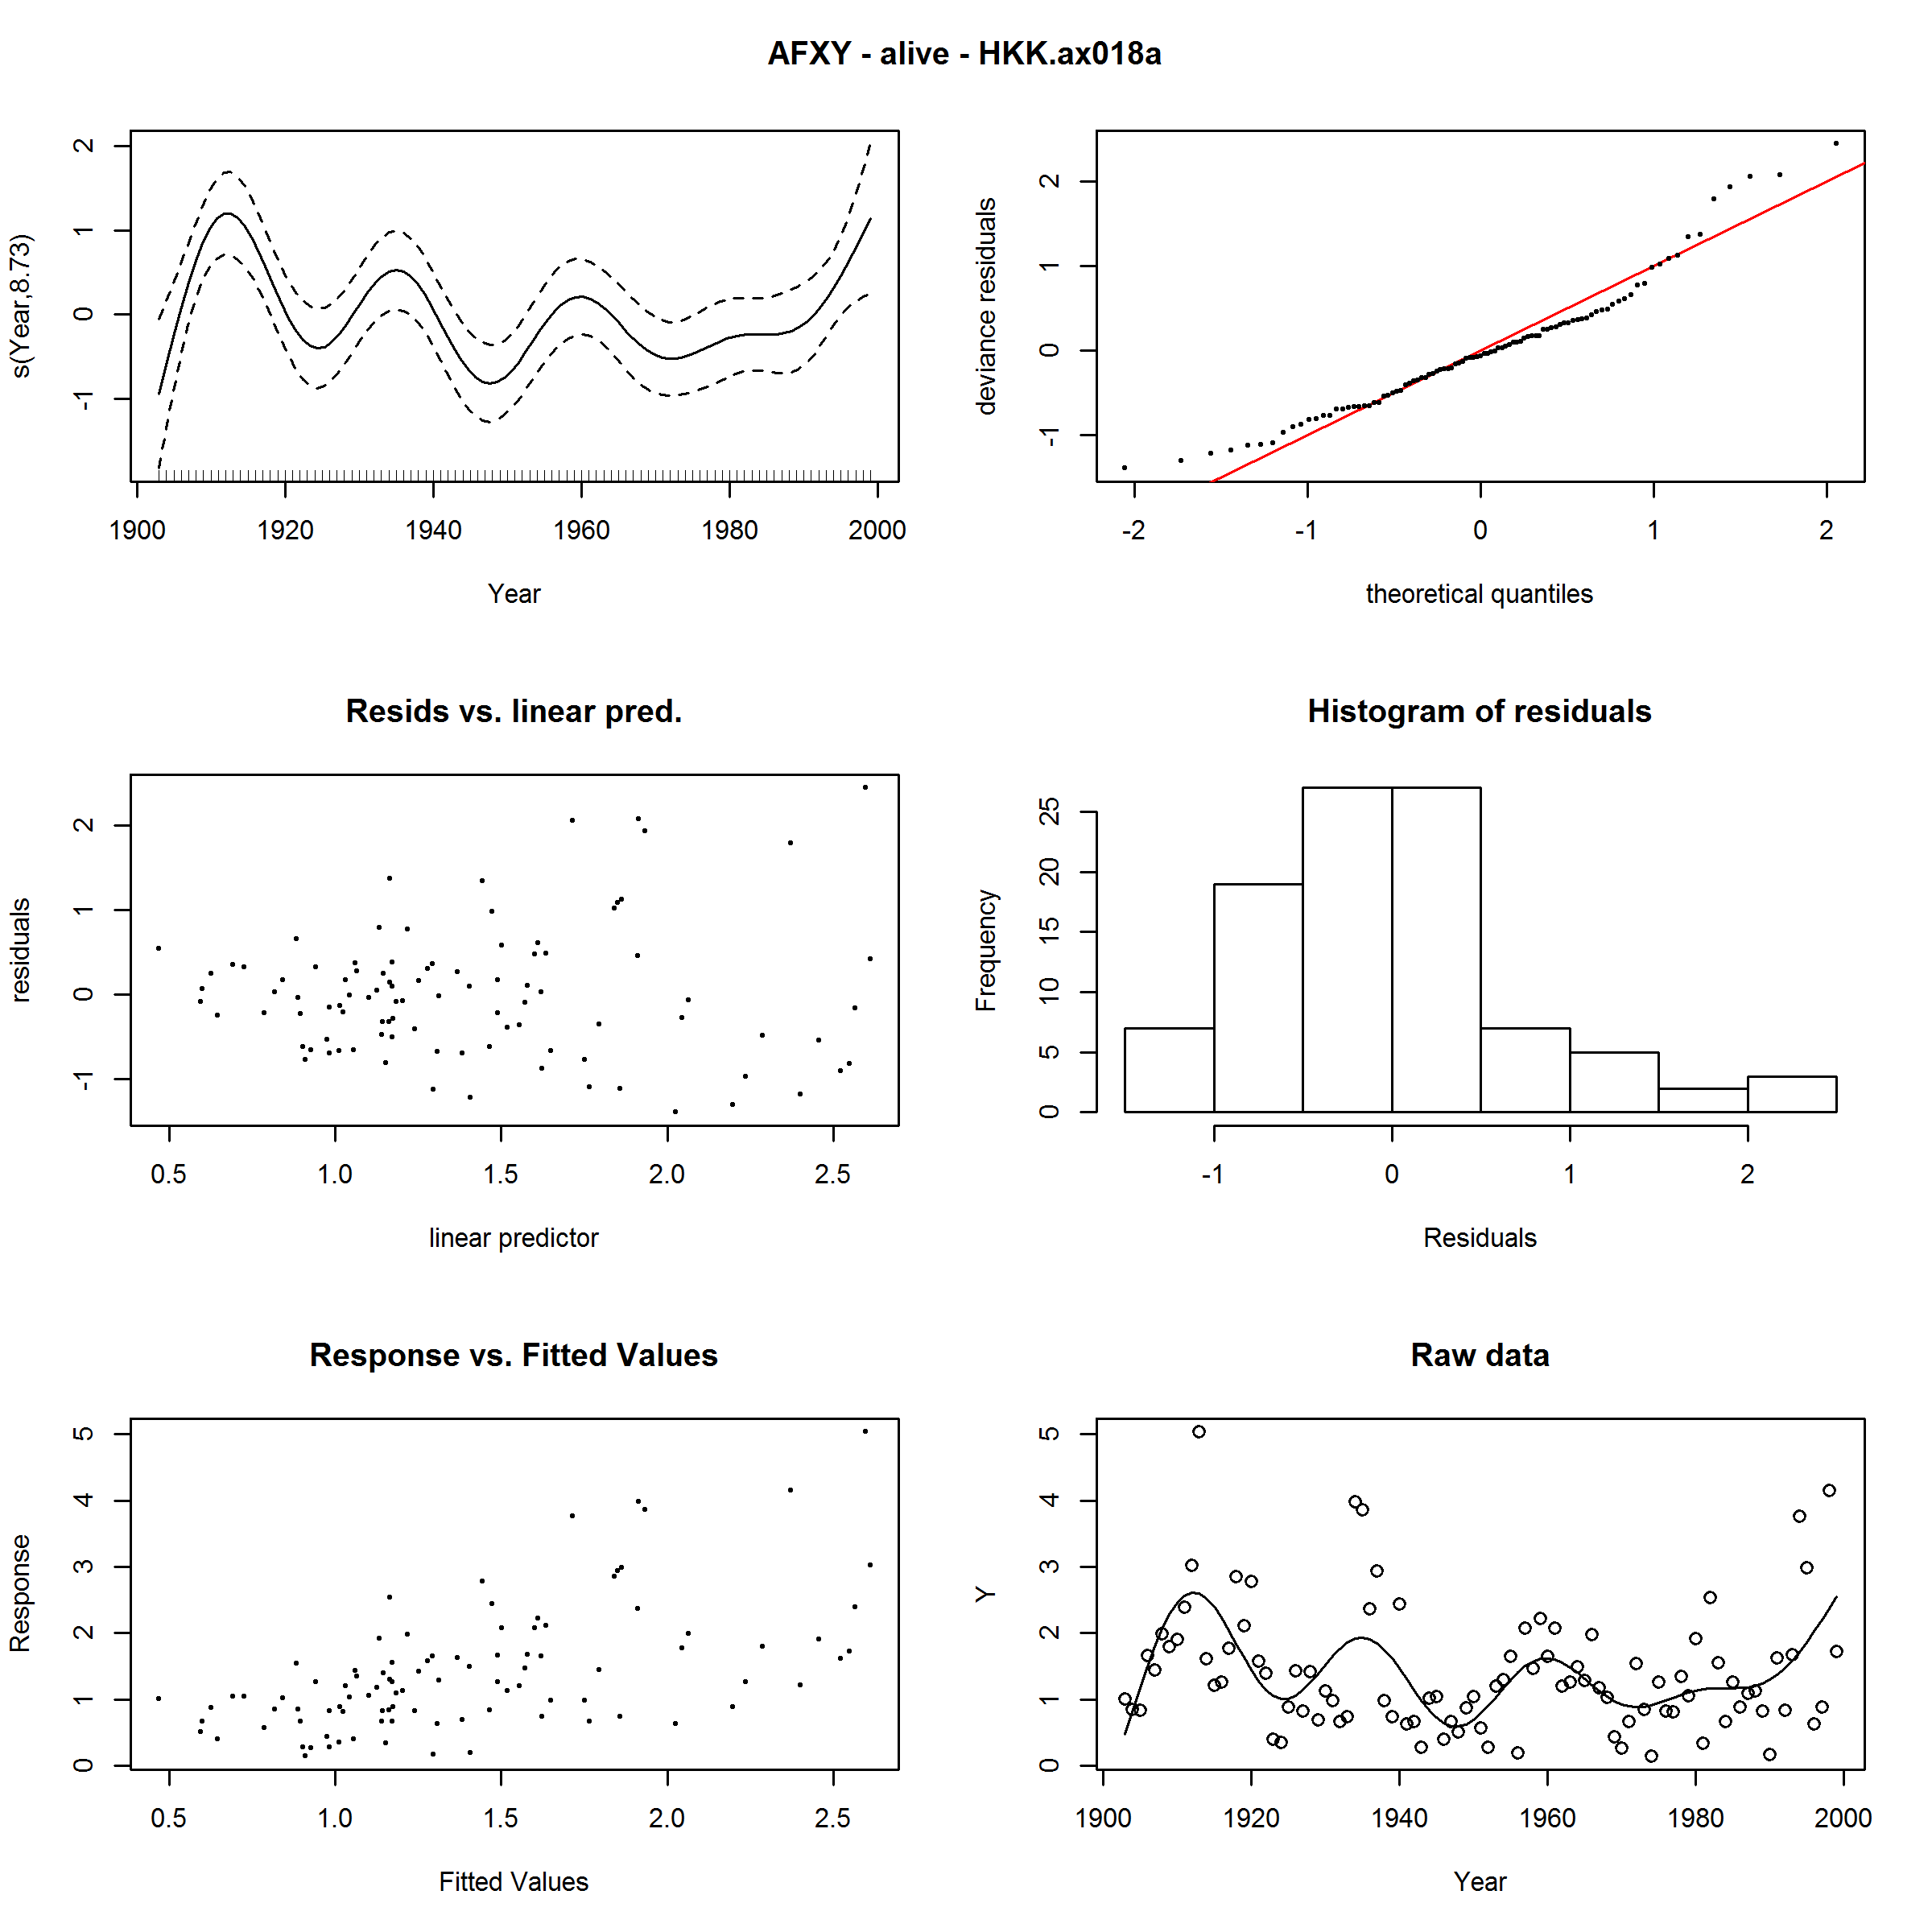 AFXY - alive - HKK.ax018a
s(Year,8.73)
2
1
0
-1
1900 1920 1940 1960 1980 2000
Year
deviance residuals
2
1
0
-1
-2 -1 0 1 2
theoretical quantiles
Resids vs. linear pred.
residuals
2
1
0
-1
0.5 1.0 1.5 2.0 2.5
linear predictor
Histogram of residuals
Frequency
25
20
15
10
5
0
-1 0 1 2
Residuals
Response vs. Fitted Values
Response
5
4
3
2
1
0
0.5 1.0 1.5 2.0 2.5
Fitted Values
Raw data
Y
5
4
3
2
1
0
1900 1920 1940 1960 1980 2000
Year